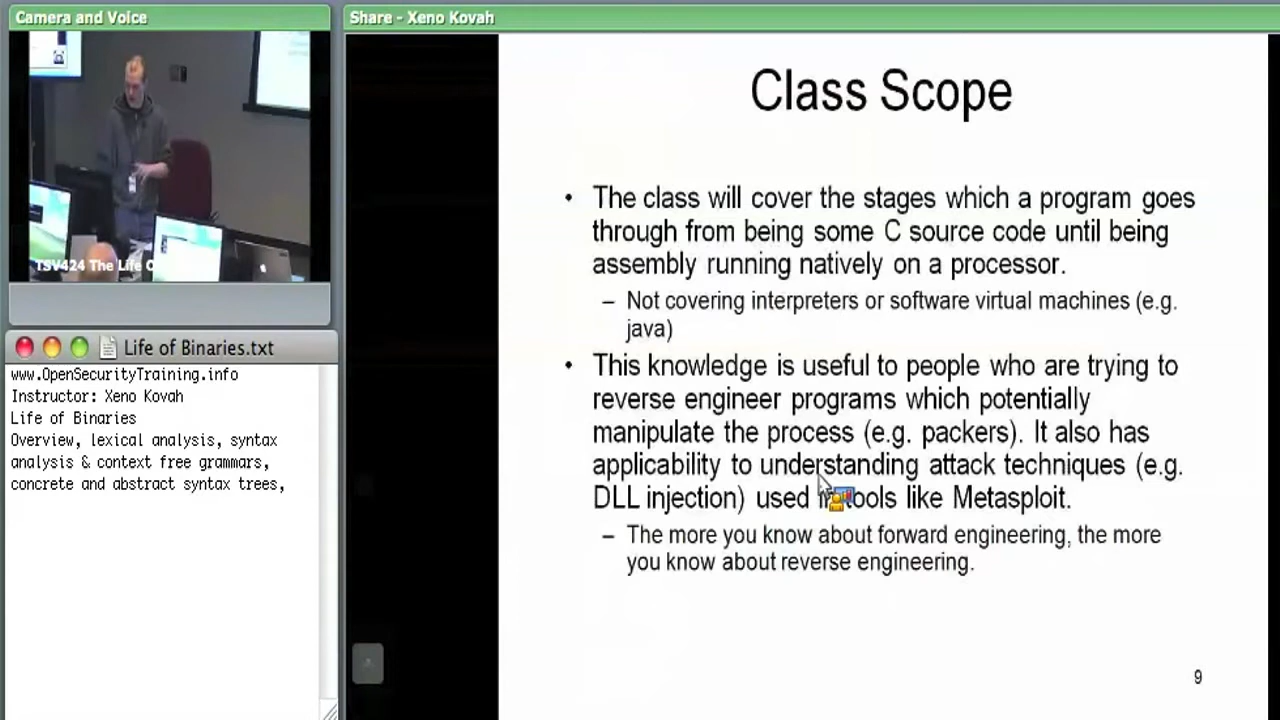 Camera and Voice
TSV424 The Life O
Life of Binaries.txt
www.OpenSecurityTraining.info
Instructor: Xeno Kovah
Life of Binaries
Overview, lexical analysis, syntax
analysis & context free grammars,
concrete and abstract syntax trees,
Share - Xeno Kovah
Class Scope
• The class will cover the stages which a program goes
through from being some C source code until being
assembly running natively on a processor.
– Not covering interpreters or software virtual machines (e.g.
java)
• This knowledge is useful to people who are trying to
reverse engineer programs which potentially
manipulate the process (e.g. packers). It also has
applicability to understanding attack techniques (e.g.
DLL injection) used in tools like Metasploit.
– The more you know about forward engineering, the more
you know about reverse engineering.
9